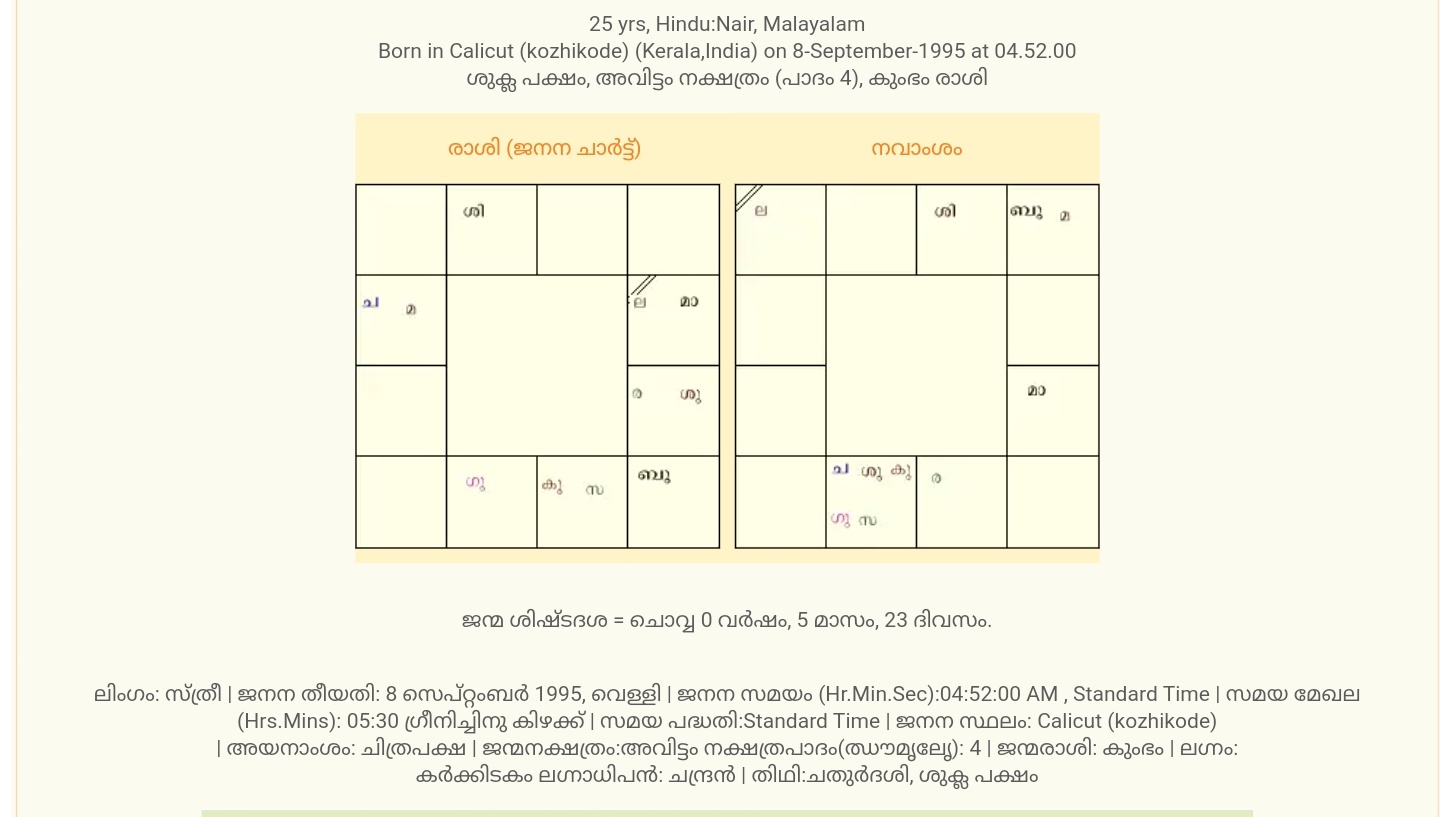 25 yrs, Hindu:Nair, Malayalam
Born in Calicut (kozhikode) (Kerala,India) on 8-September-1995 at 04.52.00
ശുക്ല പക്ഷം, അവിട്ടം നക്ഷത്രം (പാദം 4), കുംഭം രാശി
രാശി (ജനന ചാർട്ട്) നവാംശം
ശി ല ശി ബു മ
ച മ ല മാ
ര ശു മാ
ഗു കു സ ബു ച ശു കു ര
ഗു സ
ജന്മ ശിഷ്ടദശ = ചൊവ്വ 0 വർഷം, 5 മാസം, 23 ദിവസം.
ലിംഗം: സ്ത്രീ | ജനന തീയതി: 8 സെപ്റ്റംബർ 1995, വെള്ളി | ജനന സമയം (Hr.Min.Sec):04:52:00 AM , Standard Time | സമയ മേഖല
(Hrs.Mins): 05:30 ഗ്രീനിച്ചിനു കിഴക്ക് | സമയ പദ്ധതി:Standard Time | ജനന സ്ഥലം: Calicut (kozhikode)
| അയനാംശം: ചിത്രപക്ഷ | ജന്മനക്ഷത്രം:അവിട്ടം നക്ഷത്രപാദം(ഝൗമൃലേൃ): 4 | ജന്മരാശി: കുംഭം | ലഗ്നം:
കർക്കിടകം ലഗ്നാധിപൻ: ചന്ദ്രൻ | തിഥി:ചതുർദശി, ശുക്ല പക്ഷം